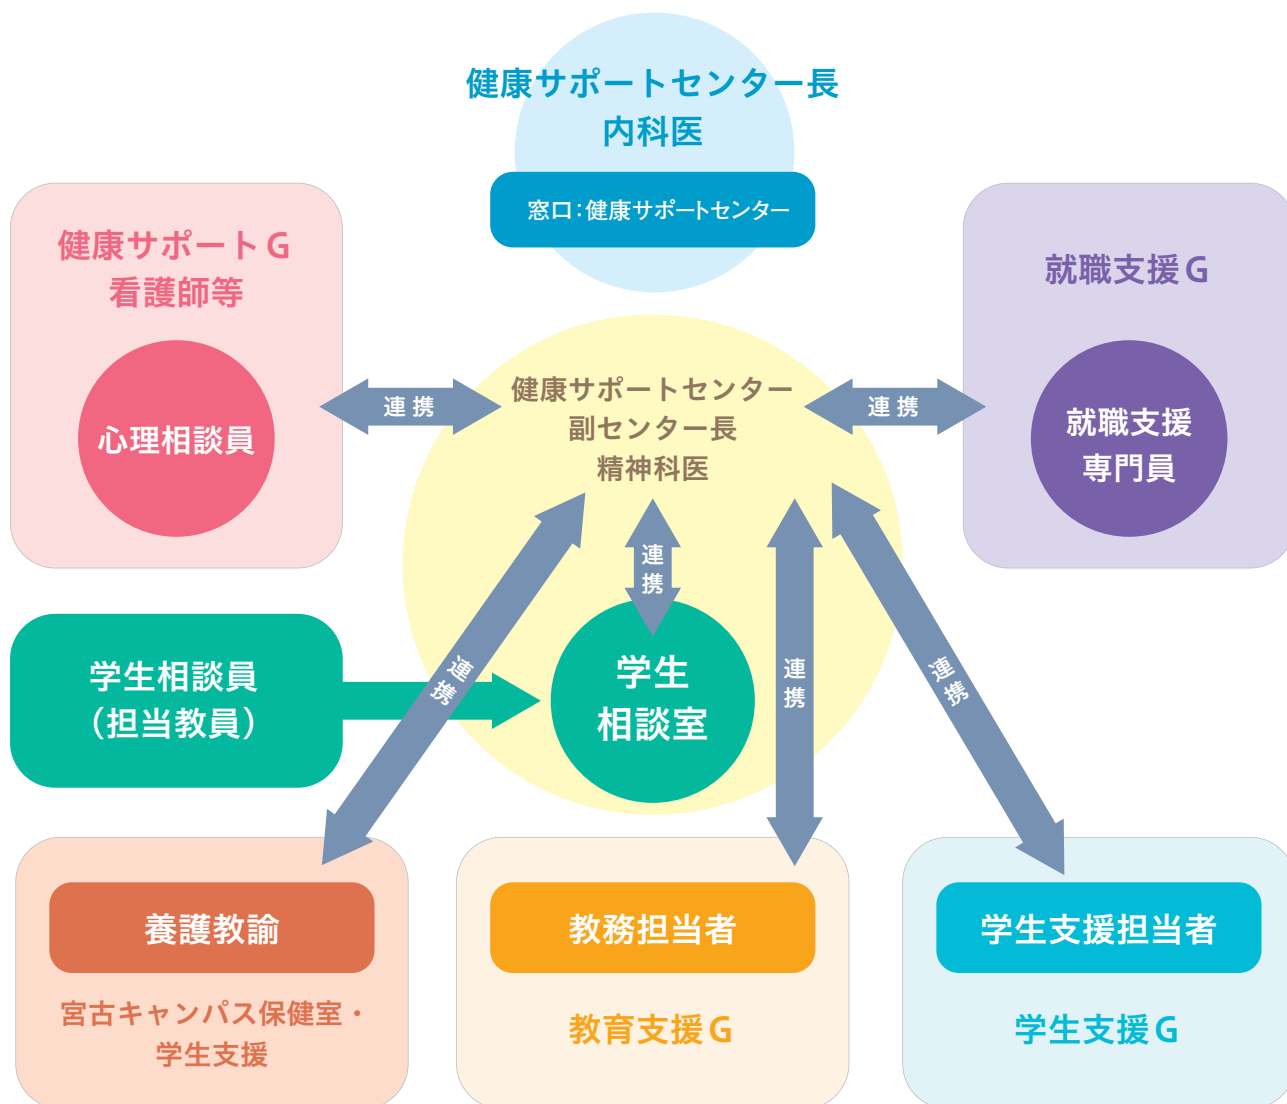 健康サポートセンター長
内科医
窓口：健康サポートセンター
健康サポートG
看護師等
心理相談員
就職支援G
就職支援
専門員
健康サポートセンター
副センター長
精神科医
連携
連携
連携
連携
連携
連携
学生相談員
（担当教員）
学生
相談室
養護教諭
宮古キャンパス保健室・
学生支援
教務担当者
教育支援G
学生支援担当者
学生支援G